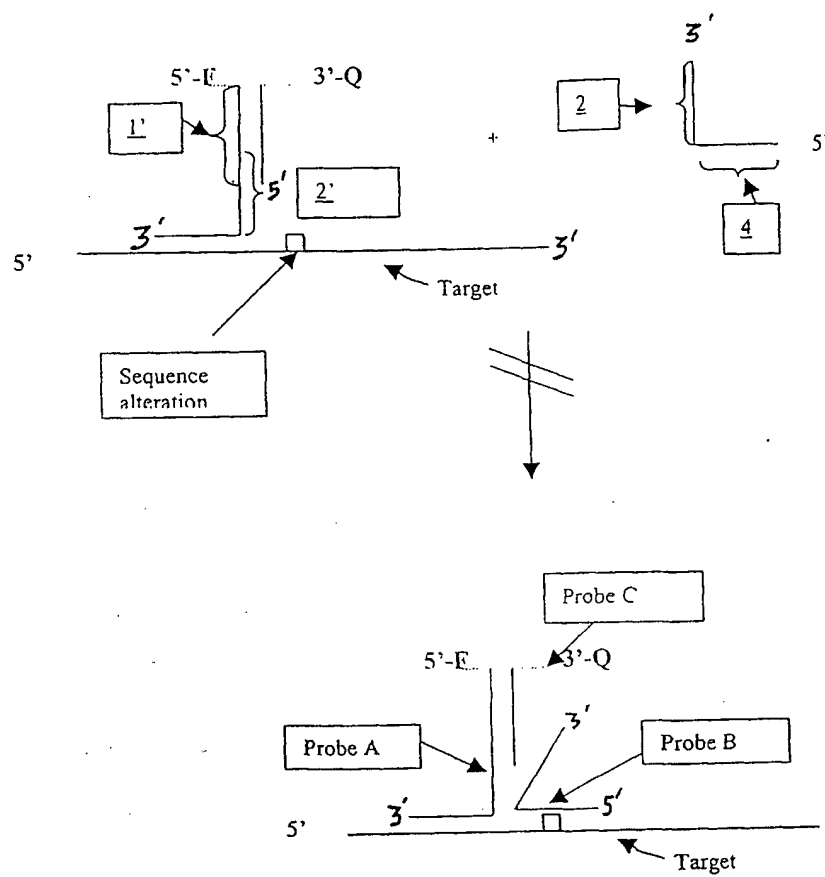 3'
5'-F
3'-Q
1'
2
+
5'
5'
2'
4
3'
3'
5'
Target
Sequence
alteration
Probe C
5'-F
3'-Q
3'
Probe A
Probe B
3'
5'
5'
Target